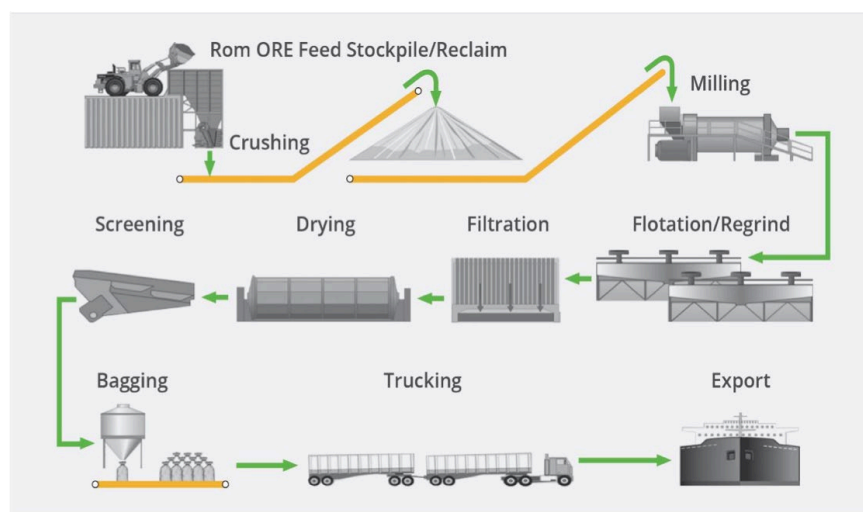 Rom ORE Feed Stockpile/Reclaim
Crushing
Milling
Screening
Drying
Filtration
Flotation/Regrind
Bagging
Trucking
Export